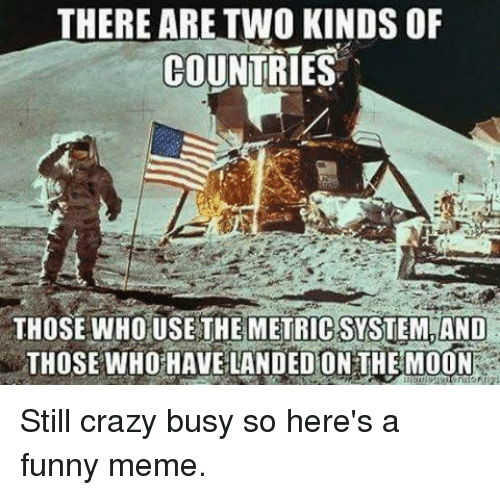 THERE ARE TWO KINDS OF
COUNTRIES
THOSE WHO USE THE METRIC SYSTEM, AND
THOSE WHO HAVE LANDED ON THE MOON
Still crazy busy so here's a
funny meme.